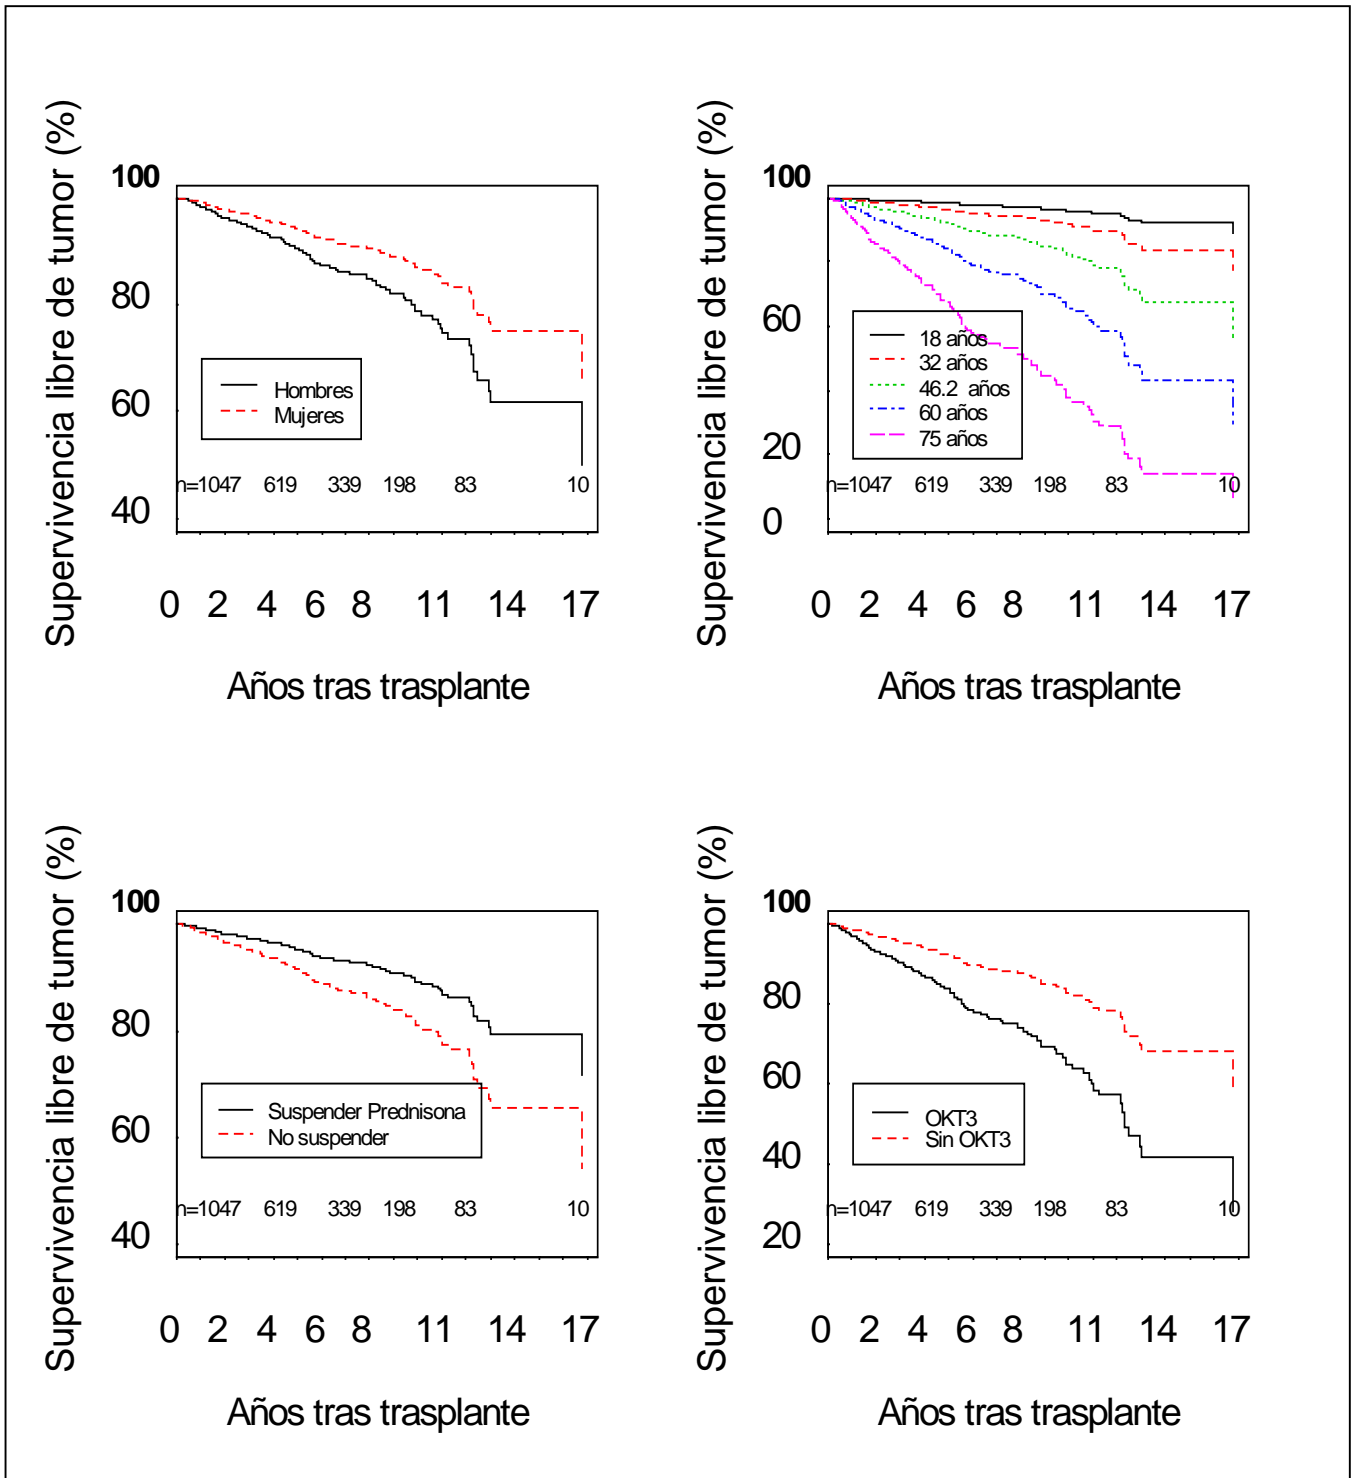 Supervivencia libre de tumor (%)
100
80
60
40
Hombres
Mujeres
n=1047 619 339 198 83 10
0 2 4 6 8 11 14 17
Años tras trasplante
Supervivencia libre de tumor (%)
100
60
20
0
18 años
32 años
46.2 años
60 años
75 años
n=1047 619 339 198 83 10
0 2 4 6 8 11 14 17
Años tras trasplante
Supervivencia libre de tumor (%)
100
80
60
40
Suspender Prednisona
No suspender
n=1047 619 339 198 83 10
0 2 4 6 8 11 14 17
Años tras trasplante
Supervivencia libre de tumor (%)
100
80
60
40
20
OKT3
Sin OKT3
n=1047 619 339 198 83 10
0 2 4 6 8 11 14 17
Años tras trasplante